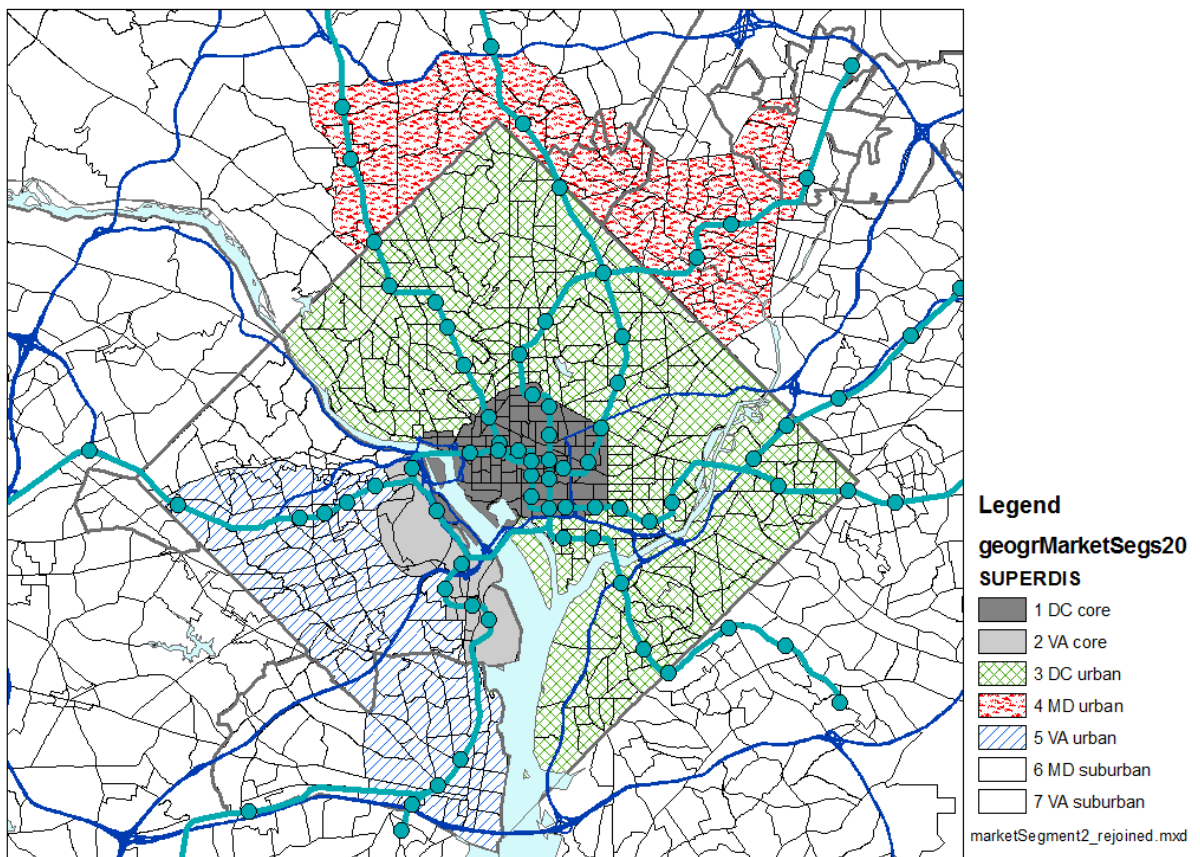 Legend
geogrMarketSegs20
SUPERDIS
1 DC core
2 VA core
3 DC urban
4 MD urban
5 VA urban
6 MD suburban
7 VA suburban
marketSegment2_rejoined.mxd